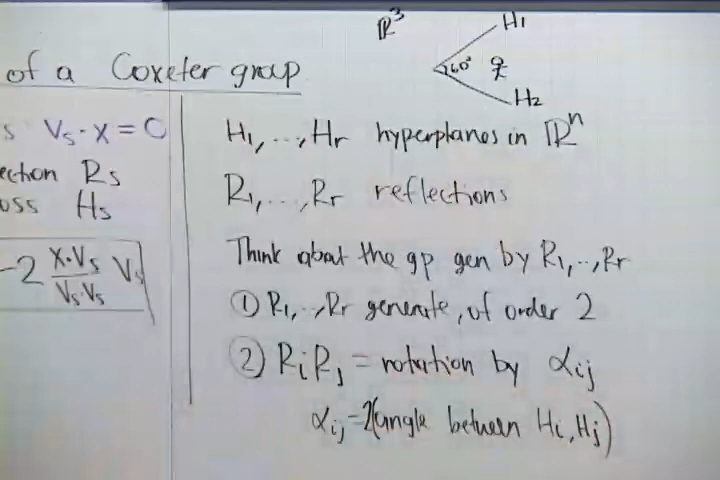 of a Coxeter group
s Vs·x = 0
ection Rs
oss Hs
-2 x·Vs / Vs·Vs Vs
ℝ³
H1
60°
H2
H1, ..., Hr hyperplanes in ℝⁿ
R1, ..., Rr reflections
Think about the gp gen by R1, .., Rr
① R1, .., Rr generate, of order 2
② RiRj = rotation by αij
αij = 2(angle between Hi, Hj)